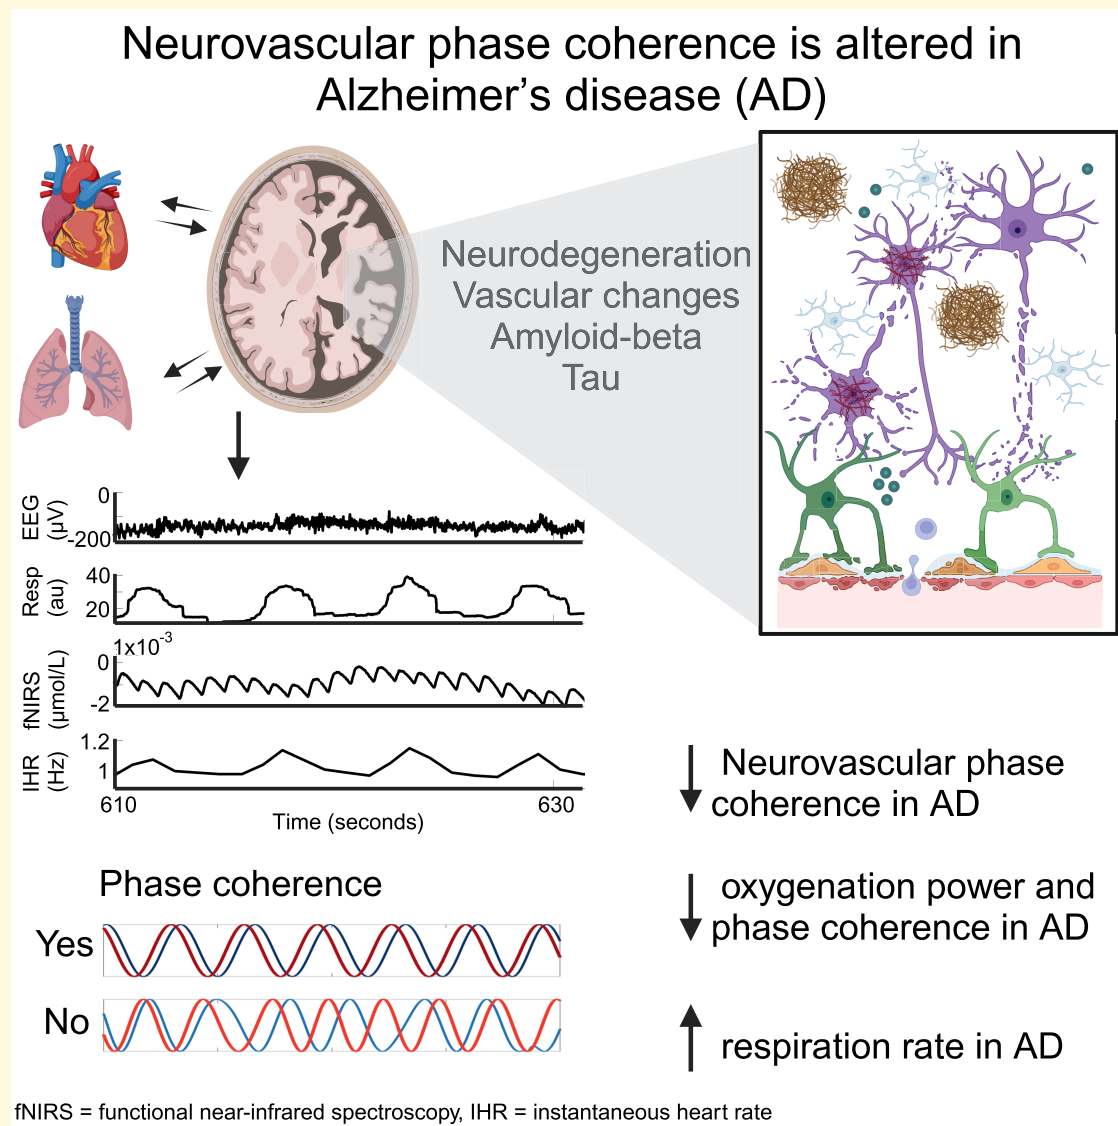 Neurovascular phase coherence is altered in
Alzheimer’s disease (AD)
Neurodegeneration
Vascular changes
Amyloid-beta
Tau
EEG
(μV)
0
-200
Resp
(au)
40
20
fNIRS
(μmol/L)
1x10⁻³
0
-2
IHR
(Hz)
1.2
1
610
630
Time (seconds)
Neurovascular phase
coherence in AD
oxygenation power and
phase coherence in AD
respiration rate in AD
Phase coherence
Yes
No
fNIRS = functional near-infrared spectroscopy, IHR = instantaneous heart rate